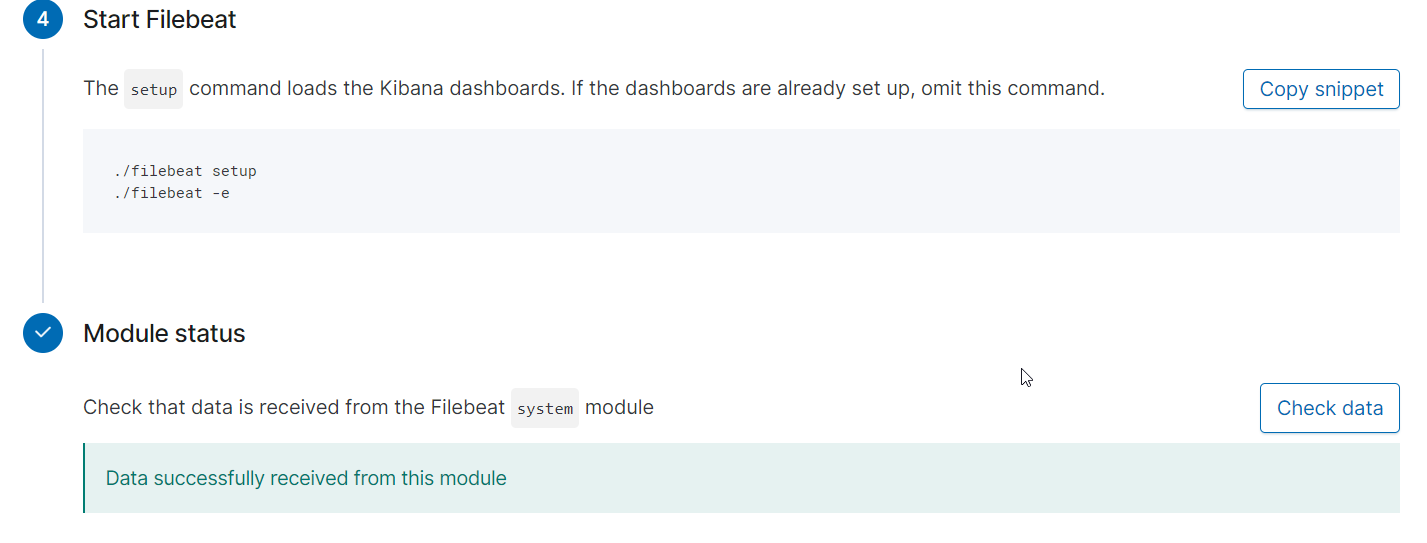 4 Start Filebeat
The setup command loads the Kibana dashboards. If the dashboards are already set up, omit this command.
Copy snippet
./filebeat setup
./filebeat -e
Module status
Check that data is received from the Filebeat system module
Check data
Data successfully received from this module